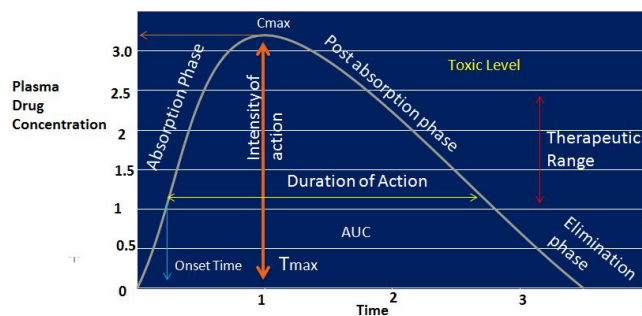 Cmax
3.0
Toxic Level
Plasma
Drug
Concentration
2.5
2
1.5
1
0.5
0
Absorption Phase
Intensity of
action
Post absorption phase
Therapeutic
Range
Duration of Action
AUC
Elimination
phase
Onset Time
Tmax
1
2
3
Time